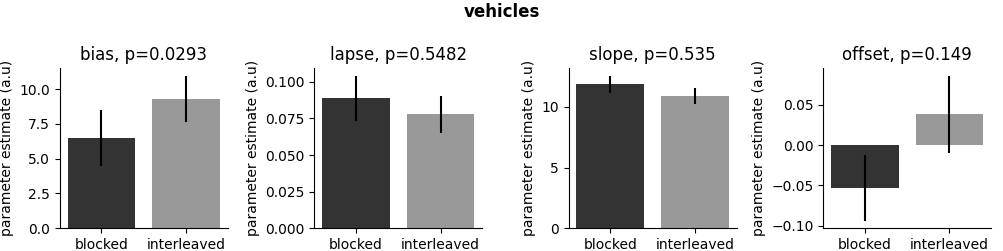 vehicles
bias, p=0.0293
parameter estimate (a.u)
10.0
7.5
5.0
2.5
0.0
blocked
interleaved
lapse, p=0.5482
parameter estimate (a.u)
0.100
0.075
0.050
0.025
0.000
blocked
interleaved
slope, p=0.535
parameter estimate (a.u)
10
5
0
blocked
interleaved
offset, p=0.149
parameter estimate (a.u)
0.05
0.00
−0.05
−0.10
blocked
interleaved